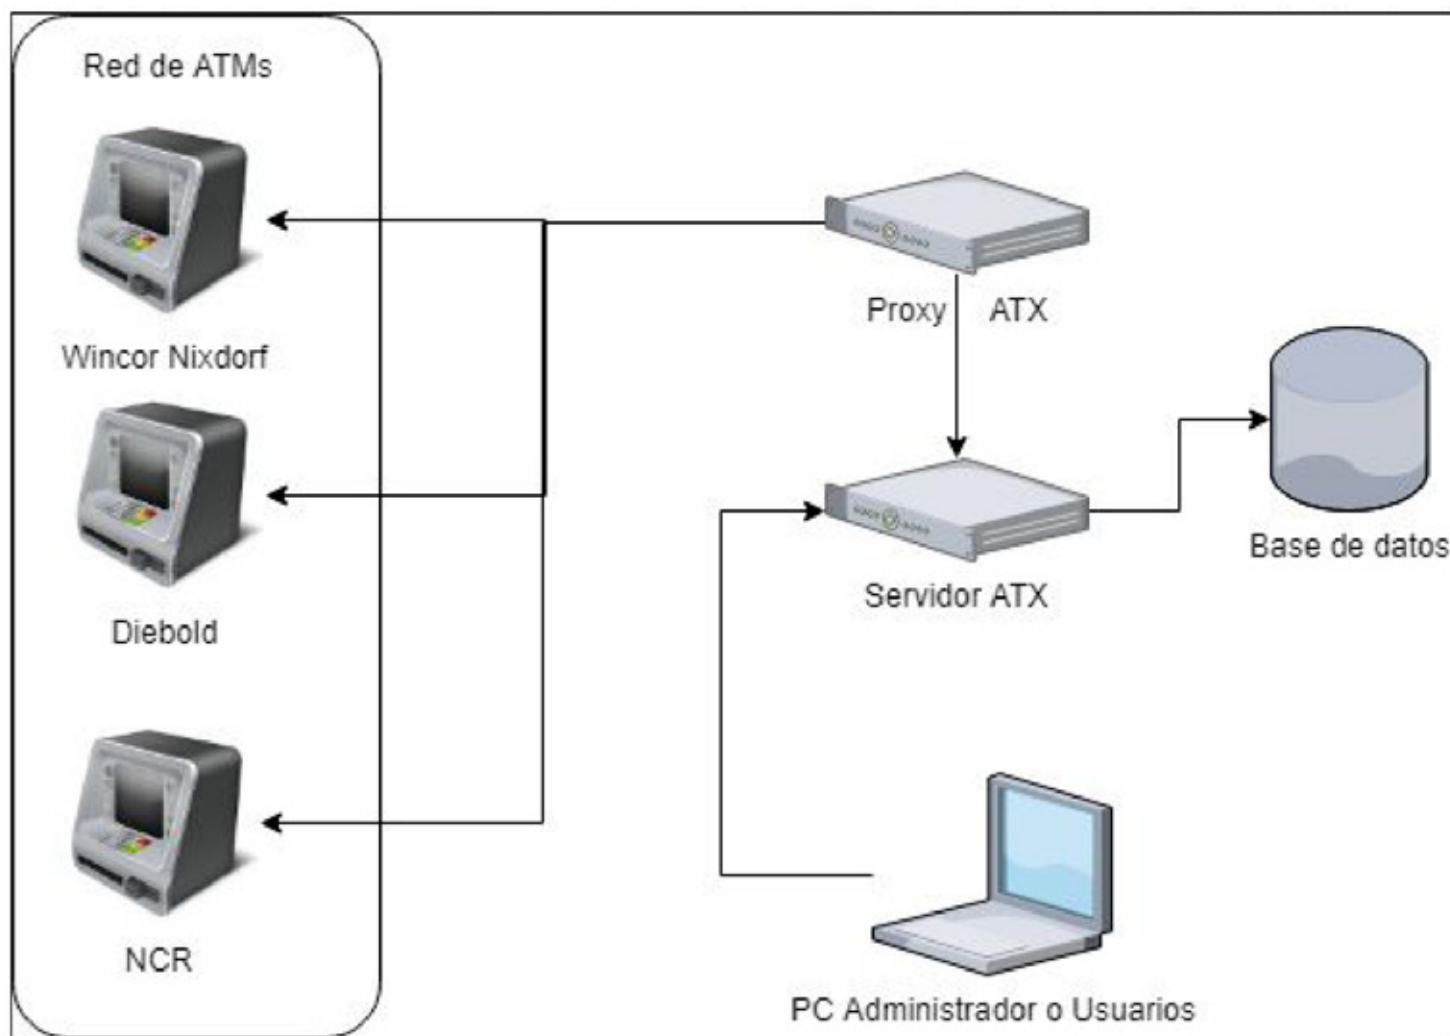 Red de ATMs
Wincor Nixdorf
Diebold
NCR
Proxy ATX
Servidor ATX
Base de datos
PC Administrador o Usuarios